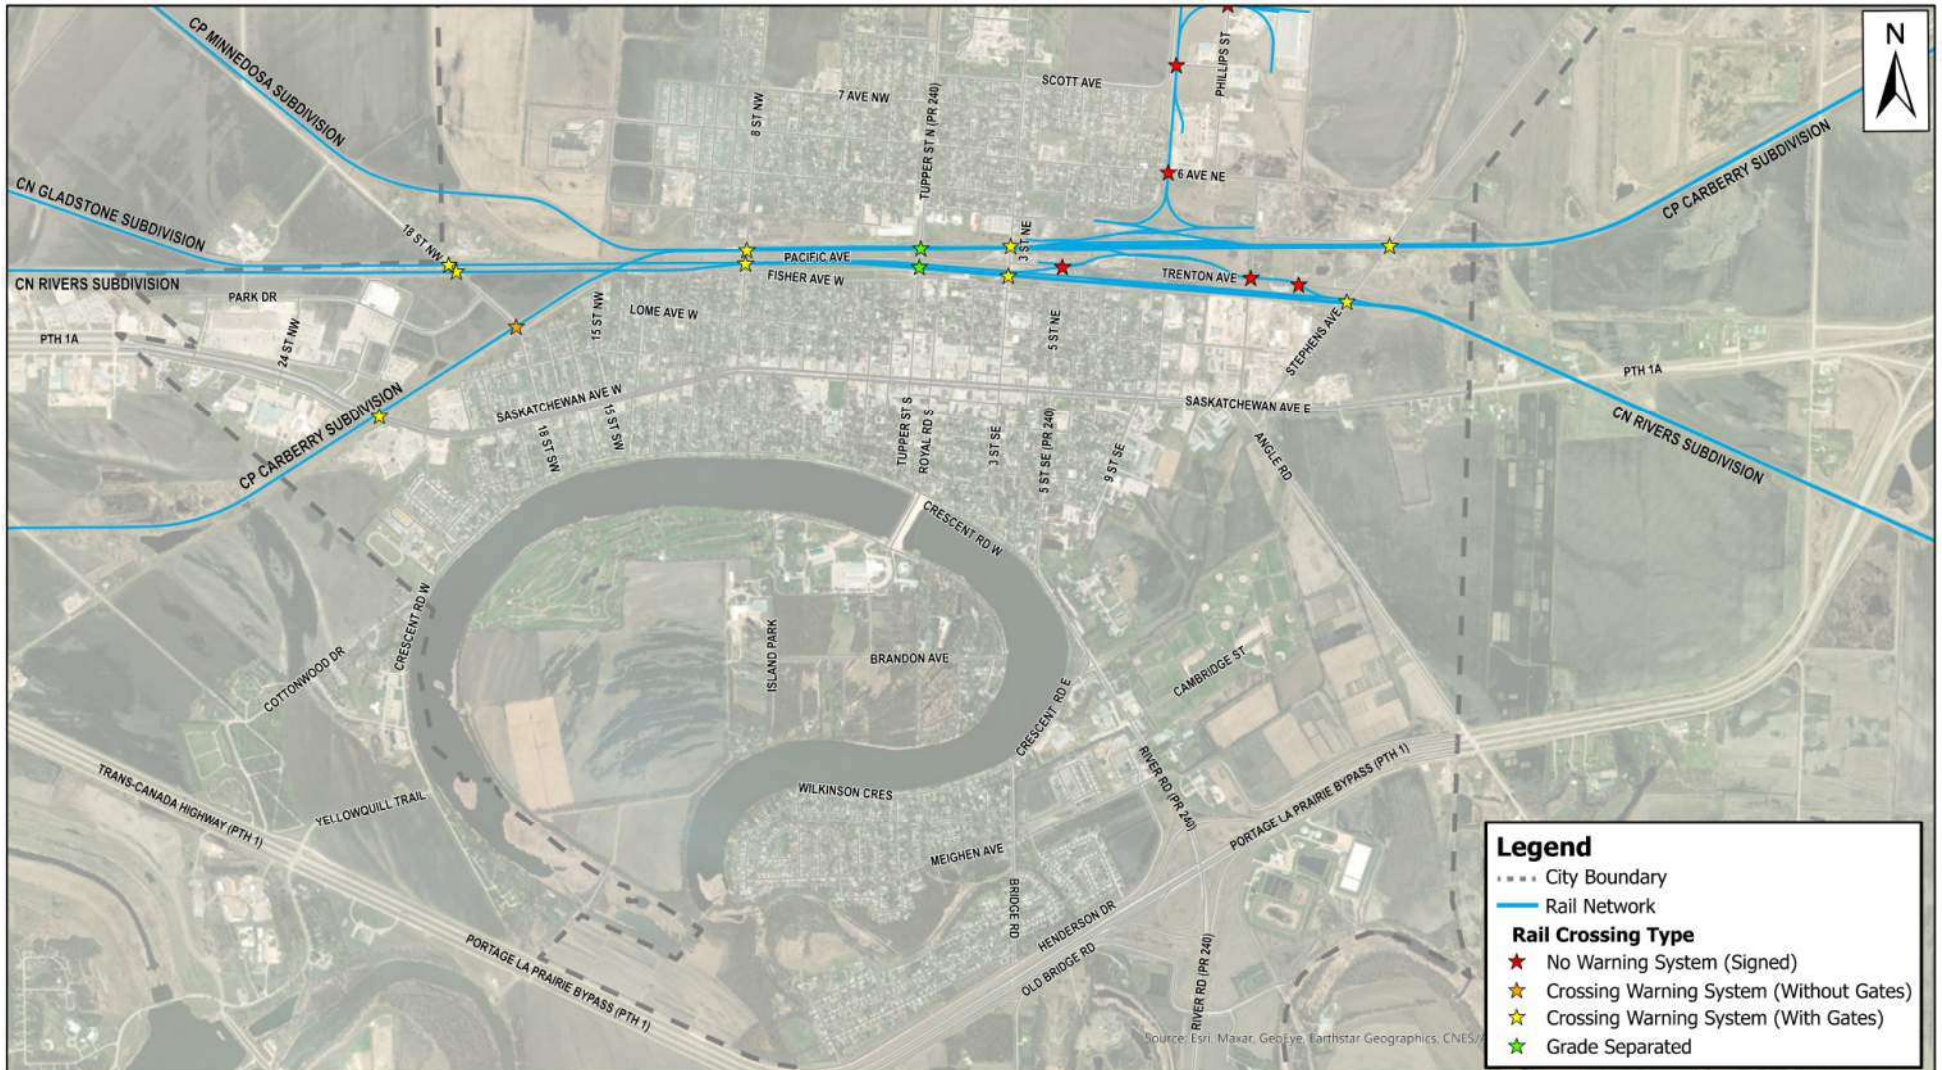 CP MINNEDOSA SUBDIVISION
8 ST NW
7 AVE NW
TUPPER ST N (PR 240)
SCOTT AVE
PHILLIPS ST
N
CN GLADSTONE SUBDIVISION
18 ST NW
6 AVE NE
CP CARBERRY SUBDIVISION
CN RIVERS SUBDIVISION
PACIFIC AVE
3 ST NE
FISHER AVE W
TRENTON AVE
PARK DR
15 ST NW
LOME AVE W
5 ST NE
STEPHENS AVE
PTH 1A
24 ST NW
PTH 1A
CP CARBERRY SUBDIVISION
SASKATCHEWAN AVE W
SASKATCHEWAN AVE E
18 ST SW
15 ST SW
TUPPER ST S
ROYAL RD S
3 ST SE
5 ST SE (PR 240)
9 ST SE
ANGLE RD
CN RIVERS SUBDIVISION
CRESCENT RD W
CRESCENT RD W
COTTONWOOD DR
ISLAND PARK
BRANDON AVE
CAMBRIDGE ST
CRESCENT RD E
TRANS-CANADA HIGHWAY (PTH 1)
YELLOWQUILL TRAIL
WILKINSON CRES
RIVER RD (PR 240)
PORTAGE LA PRAIRIE BYPASS (PTH 1)
MEIGHEN AVE
BRIDGE RD
HENDERSON DR
OLD BRIDGE RD
PORTAGE LA PRAIRIE BYPASS (PTH 1)
RIVER RD (PR 240)
Legend
City Boundary
Rail Network
Rail Crossing Type
No Warning System (Signed)
Crossing Warning System (Without Gates)
Crossing Warning System (With Gates)
Grade Separated
Source: Esri, Maxar, GeoEye, Earthstar Geographics, CNES/